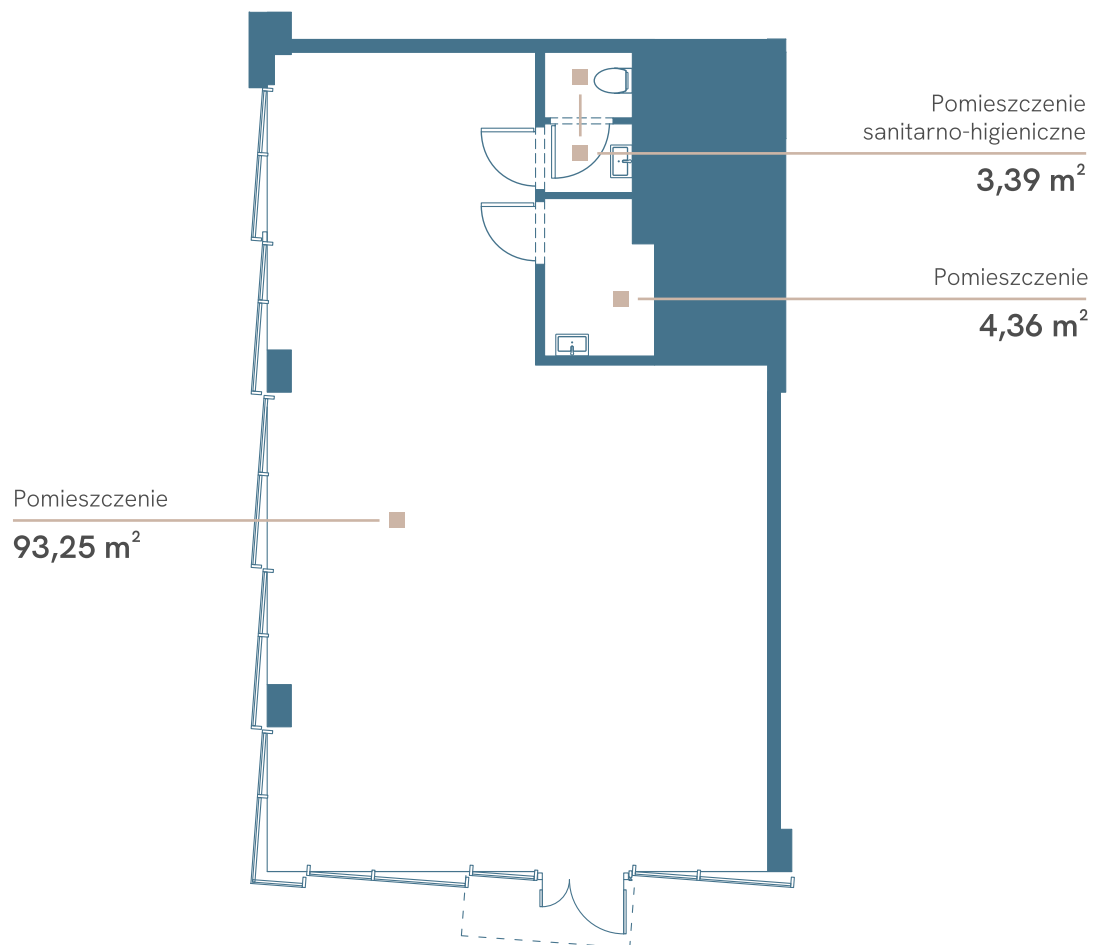 Pomieszczenie
sanitarno-higieniczne
3,39 m²
Pomieszczenie
4,36 m²
Pomieszczenie
93,25 m²